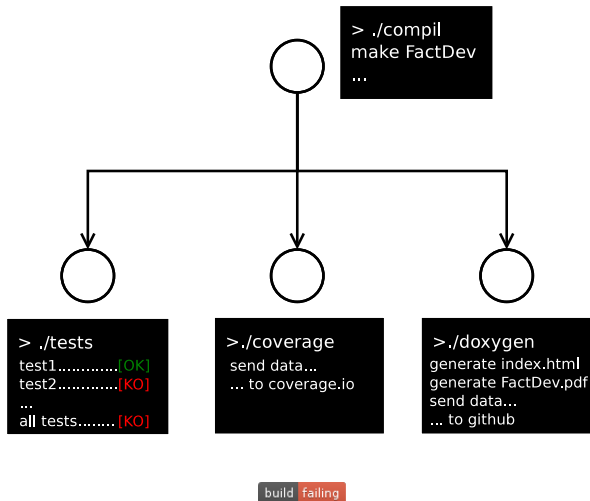 > ./compil
make FactDev
...
> ./tests
test1.............[OK]
test2.............[KO]
...
all tests........[KO]
>./coverage
send data...
... to coverage.io
>./doxygen
generate index.html
generate FactDev.pdf
send data...
... to github
build failing